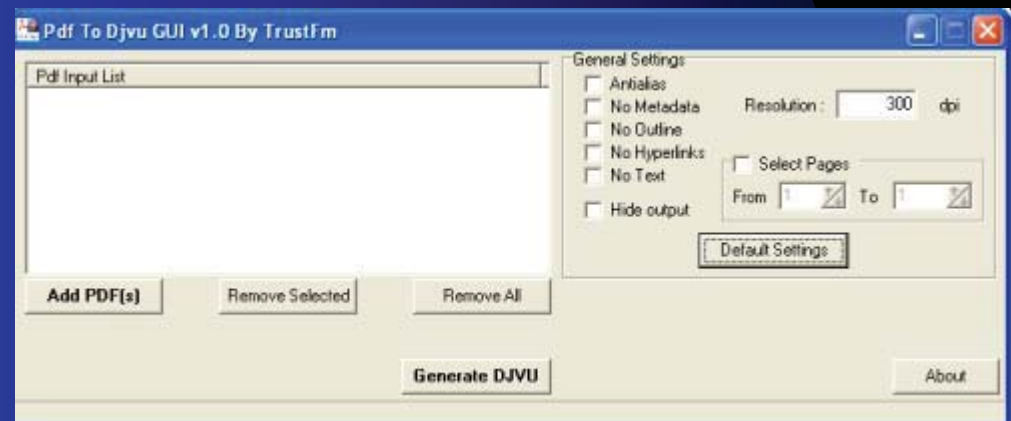 Pdf To Djvu GUI v1.0 By TrustFm
Pdf Input List
Add PDF(s)
Remove Selected
Remove All
Generate DJVU
General Settings
Antialias
No Metadata
No Outline
No Hyperlinks
No Text
Hide output
Resolution : 300 dpi
Select Pages
From 1 To 1
Default Settings
About